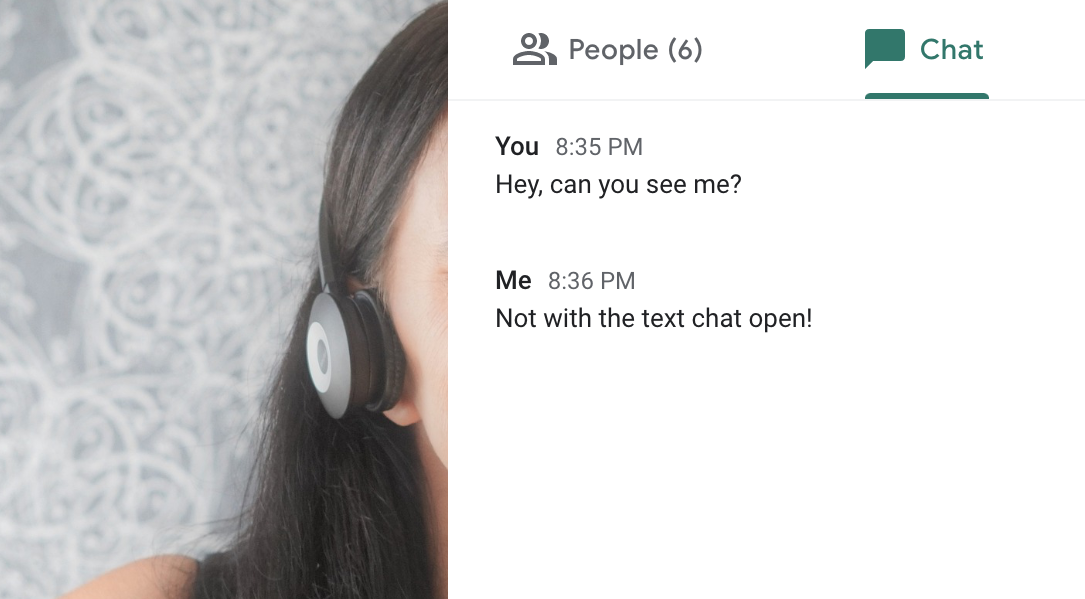 People (6)
Chat
You 8:35 PM
Hey, can you see me?
Me 8:36 PM
Not with the text chat open!